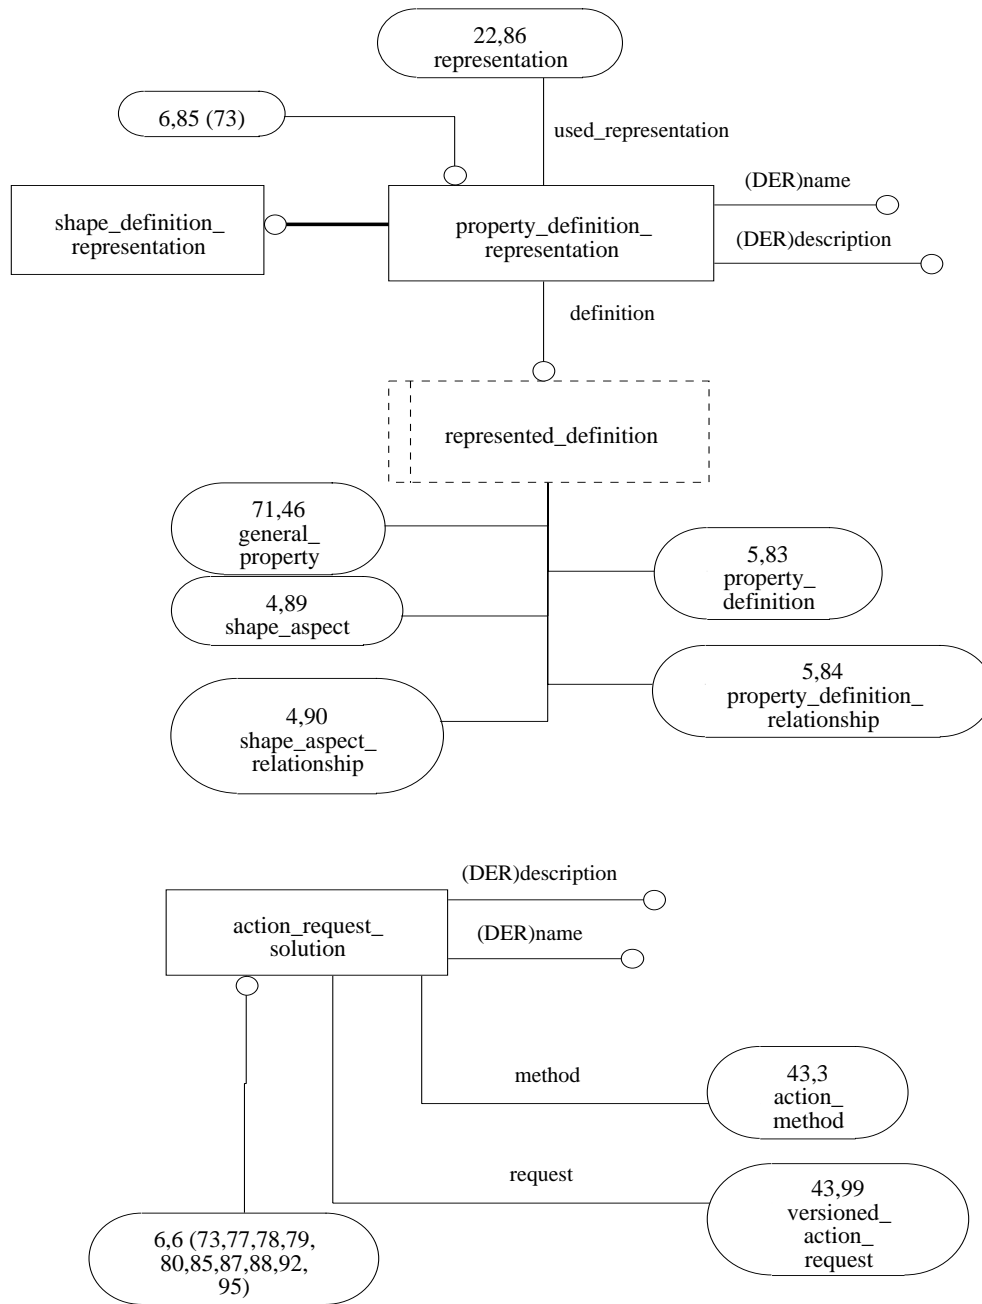 22,86
representation
6,85 (73)
used_representation
(DER)name
shape_definition_
representation
property_definition_
representation
(DER)description
definition
represented_definition
71,46
general_
property
5,83
property_
definition
4,89
shape_aspect
5,84
property_definition_
relationship
4,90
shape_aspect_
relationship
(DER)description
action_request_
solution
(DER)name
method
43,3
action_
method
request
43,99
versioned_
action_
request
6,6 (73,77,78,79,
80,85,87,88,92,
95)